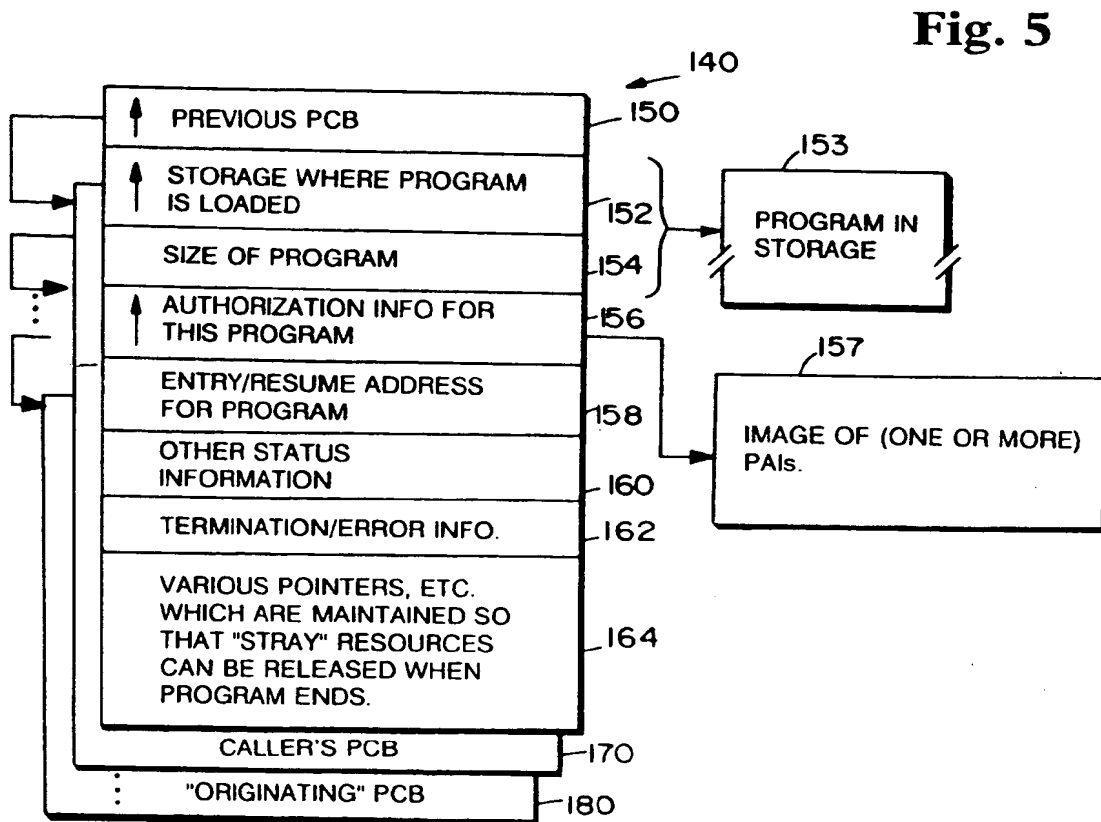 Fig. 5
140
PREVIOUS PCB
150
STORAGE WHERE PROGRAM
IS LOADED
152
SIZE OF PROGRAM
154
AUTHORIZATION INFO FOR
THIS PROGRAM
156
ENTRY/RESUME ADDRESS
FOR PROGRAM
158
OTHER STATUS
INFORMATION
160
TERMINATION/ERROR INFO.
162
VARIOUS POINTERS, ETC.
WHICH ARE MAINTAINED SO
THAT "STRAY" RESOURCES
CAN BE RELEASED WHEN
PROGRAM ENDS.
164
CALLER'S PCB
170
"ORIGINATING" PCB
180
153
PROGRAM IN
STORAGE
157
IMAGE OF (ONE OR MORE)
PAIs.